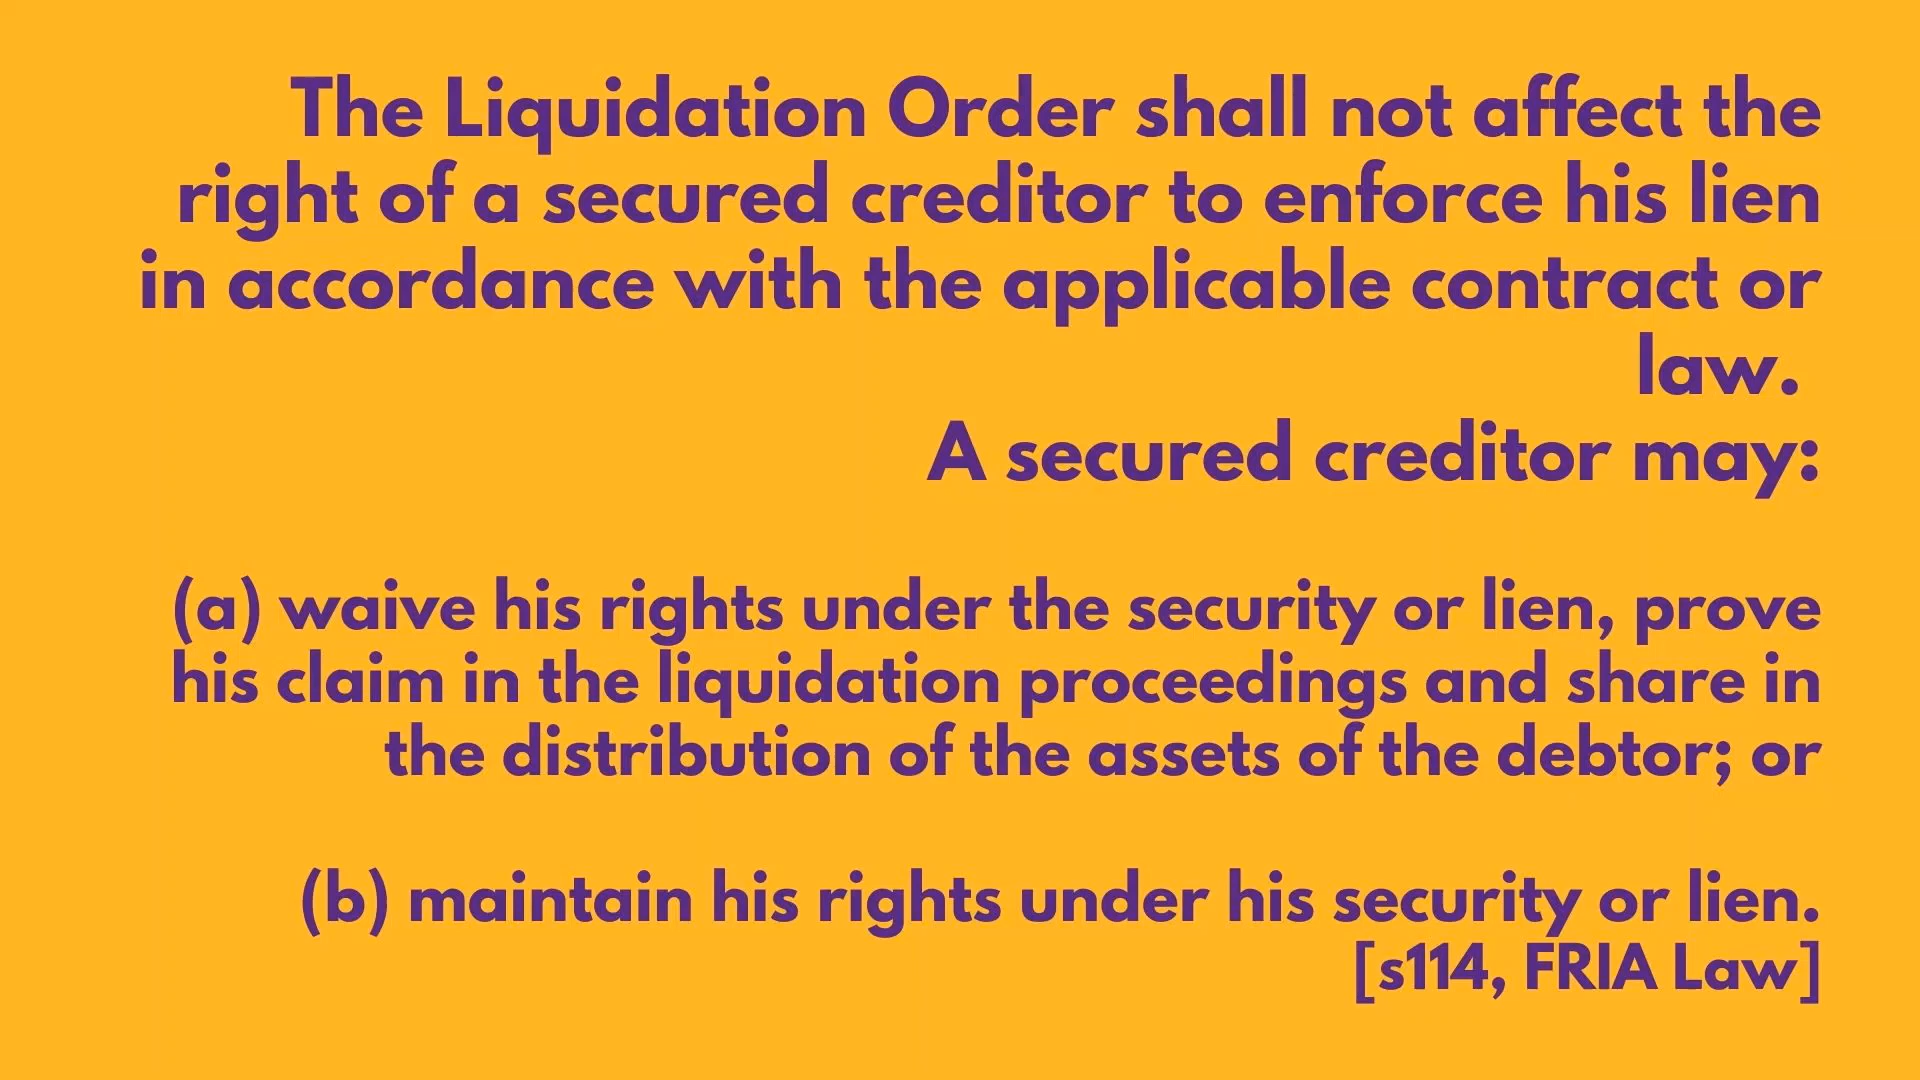 The Liquidation Order shall not affect the
right of a secured creditor to enforce his lien
in accordance with the applicable contract or
law.
A secured creditor may:
(a) waive his rights under the security or lien, prove
his claim in the liquidation proceedings and share in
the distribution of the assets of the debtor; or
(b) maintain his rights under his security or lien.
[s114, FRIA Law]